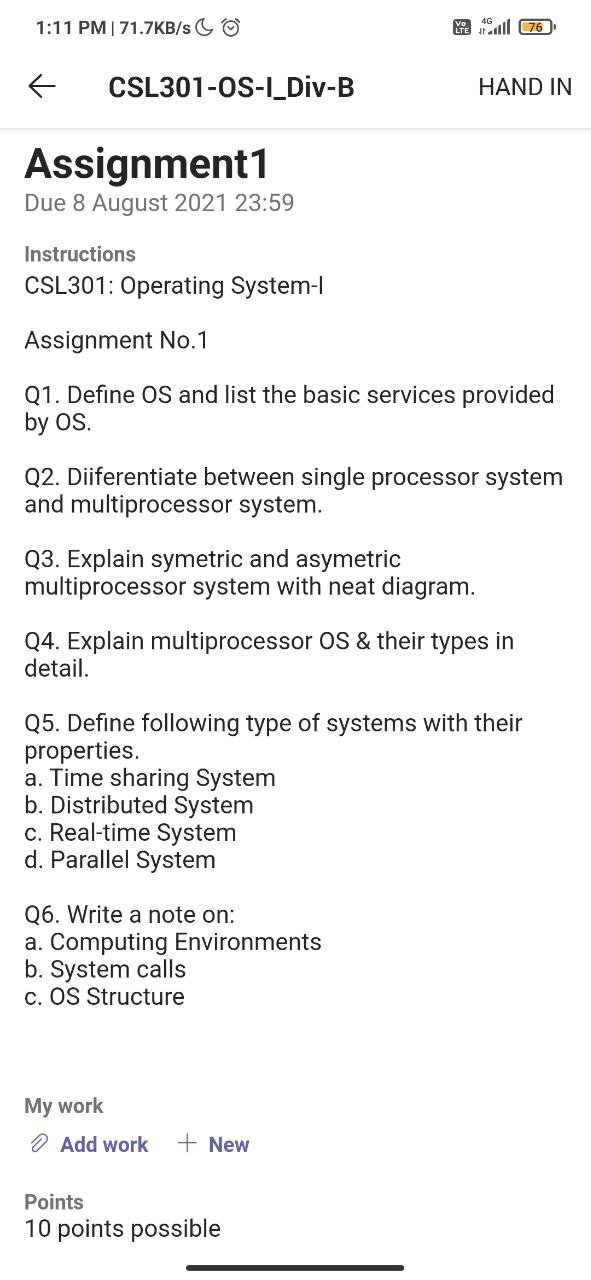 1:11 PM | 71.7KB/s
Vo LTE 4G 76
CSL301-OS-I_Div-B HAND IN
Assignment1
Due 8 August 2021 23:59
Instructions
CSL301: Operating System-I
Assignment No.1
Q1. Define OS and list the basic services provided
by OS.
Q2. Diiferentiate between single processor system
and multiprocessor system.
Q3. Explain symetric and asymetric
multiprocessor system with neat diagram.
Q4. Explain multiprocessor OS & their types in
detail.
Q5. Define following type of systems with their
properties.
a. Time sharing System
b. Distributed System
c. Real-time System
d. Parallel System
Q6. Write a note on:
a. Computing Environments
b. System calls
c. OS Structure
My work
Add work + New
Points
10 points possible